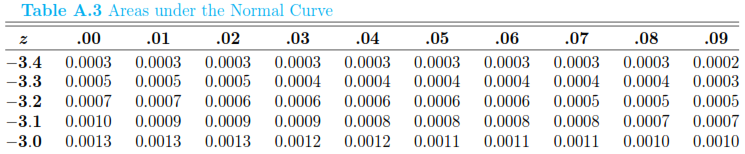 Table A.3 Areas under the Normal Curve
z .00 .01 .02 .03 .04 .05 .06 .07 .08 .09
−3.4 0.0003 0.0003 0.0003 0.0003 0.0003 0.0003 0.0003 0.0003 0.0003 0.0002
−3.3 0.0005 0.0005 0.0005 0.0004 0.0004 0.0004 0.0004 0.0004 0.0004 0.0003
−3.2 0.0007 0.0007 0.0006 0.0006 0.0006 0.0006 0.0006 0.0005 0.0005 0.0005
−3.1 0.0010 0.0009 0.0009 0.0009 0.0008 0.0008 0.0008 0.0008 0.0007 0.0007
−3.0 0.0013 0.0013 0.0013 0.0012 0.0012 0.0011 0.0011 0.0011 0.0010 0.0010